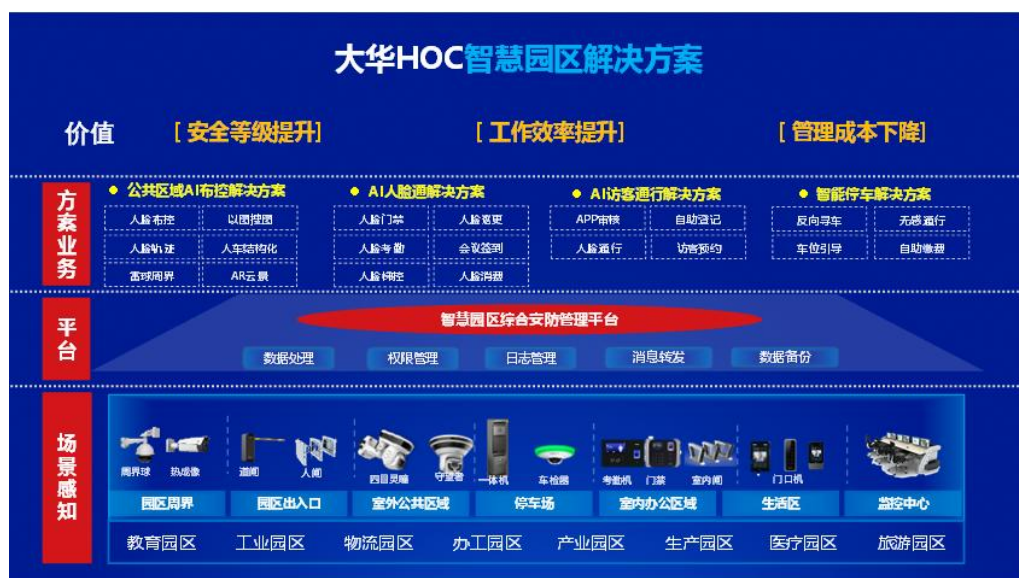 大华HOC智慧园区解决方案
价值 [安全等级提升] [工作效率提升] [管理成本下降]
方案业务
公共区域AI布控解决方案
人脸布控 以图搜图
人脸轨迹 人车结构化
雷球周界 AR云景
AI人脸通解决方案
人脸门禁 人脸寄更
人脸考勤 会议签到
人脸梯控 人脸消费
AI访客通行解决方案
APP审核 自助登记
人脸通行 访客预约
智能停车解决方案
反向寻车 无感通行
车位引导 自助缴费
平台
智慧园区综合安防管理平台
数据处理 权限管理 日志管理 消息转发 数据备份
场景感知
周界球 热成像 道闸 人闸 四目灵瞳 守望者 一体机 车检器 考勤机 门禁 室内闸 门口机
园区周界 园区出入口 室外公共区域 停车场 室内办公区域 生活区 监控中心
教育园区 工业园区 物流园区 办工园区 产业园区 生产园区 医疗园区 旅游园区